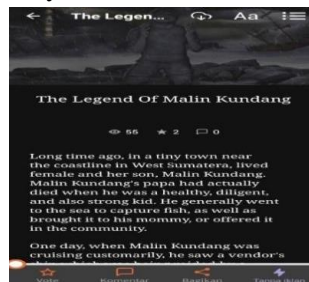 The Legen...
Aa
The Legend Of Malin Kundang
55
2
0
Long time ago, in a tiny town near
the coastline in West Sumatera, lived
female and her son, Malin Kundang.
Malin Kundang's papa had actually
died when he was a healthy, diligent,
and also strong kid. He generally went
to the sea to capture fish, as well as
brought it to his mommy, or offered it
in the community.
One day, when Malin Kundang was
cruising customarily, he saw a vendor's
Vote
Komentar
Bagikan
Tanpa Iklan